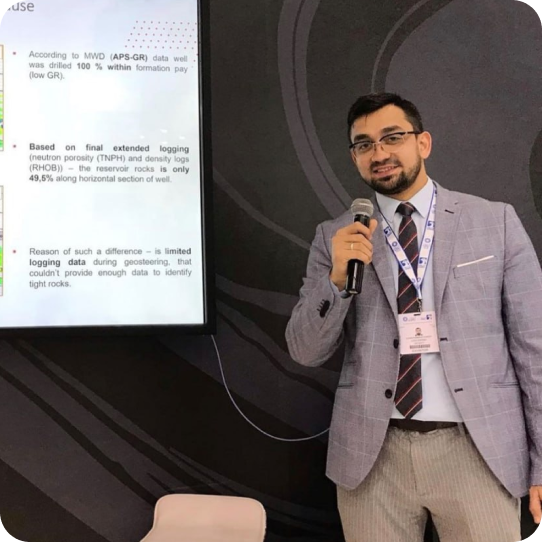 use
According to MWD (APS-GR) data well
was drilled 100 % within formation pay
(low GR).
Based on final extended logging
(neutron porosity (TNPH) and density logs
(RHOB)) – the reservoir rocks is only
49,5% along horizontal section of well.
Reason of such a difference – is limited
logging data during geosteering, that
couldn't provide enough data to identify
tight rocks.